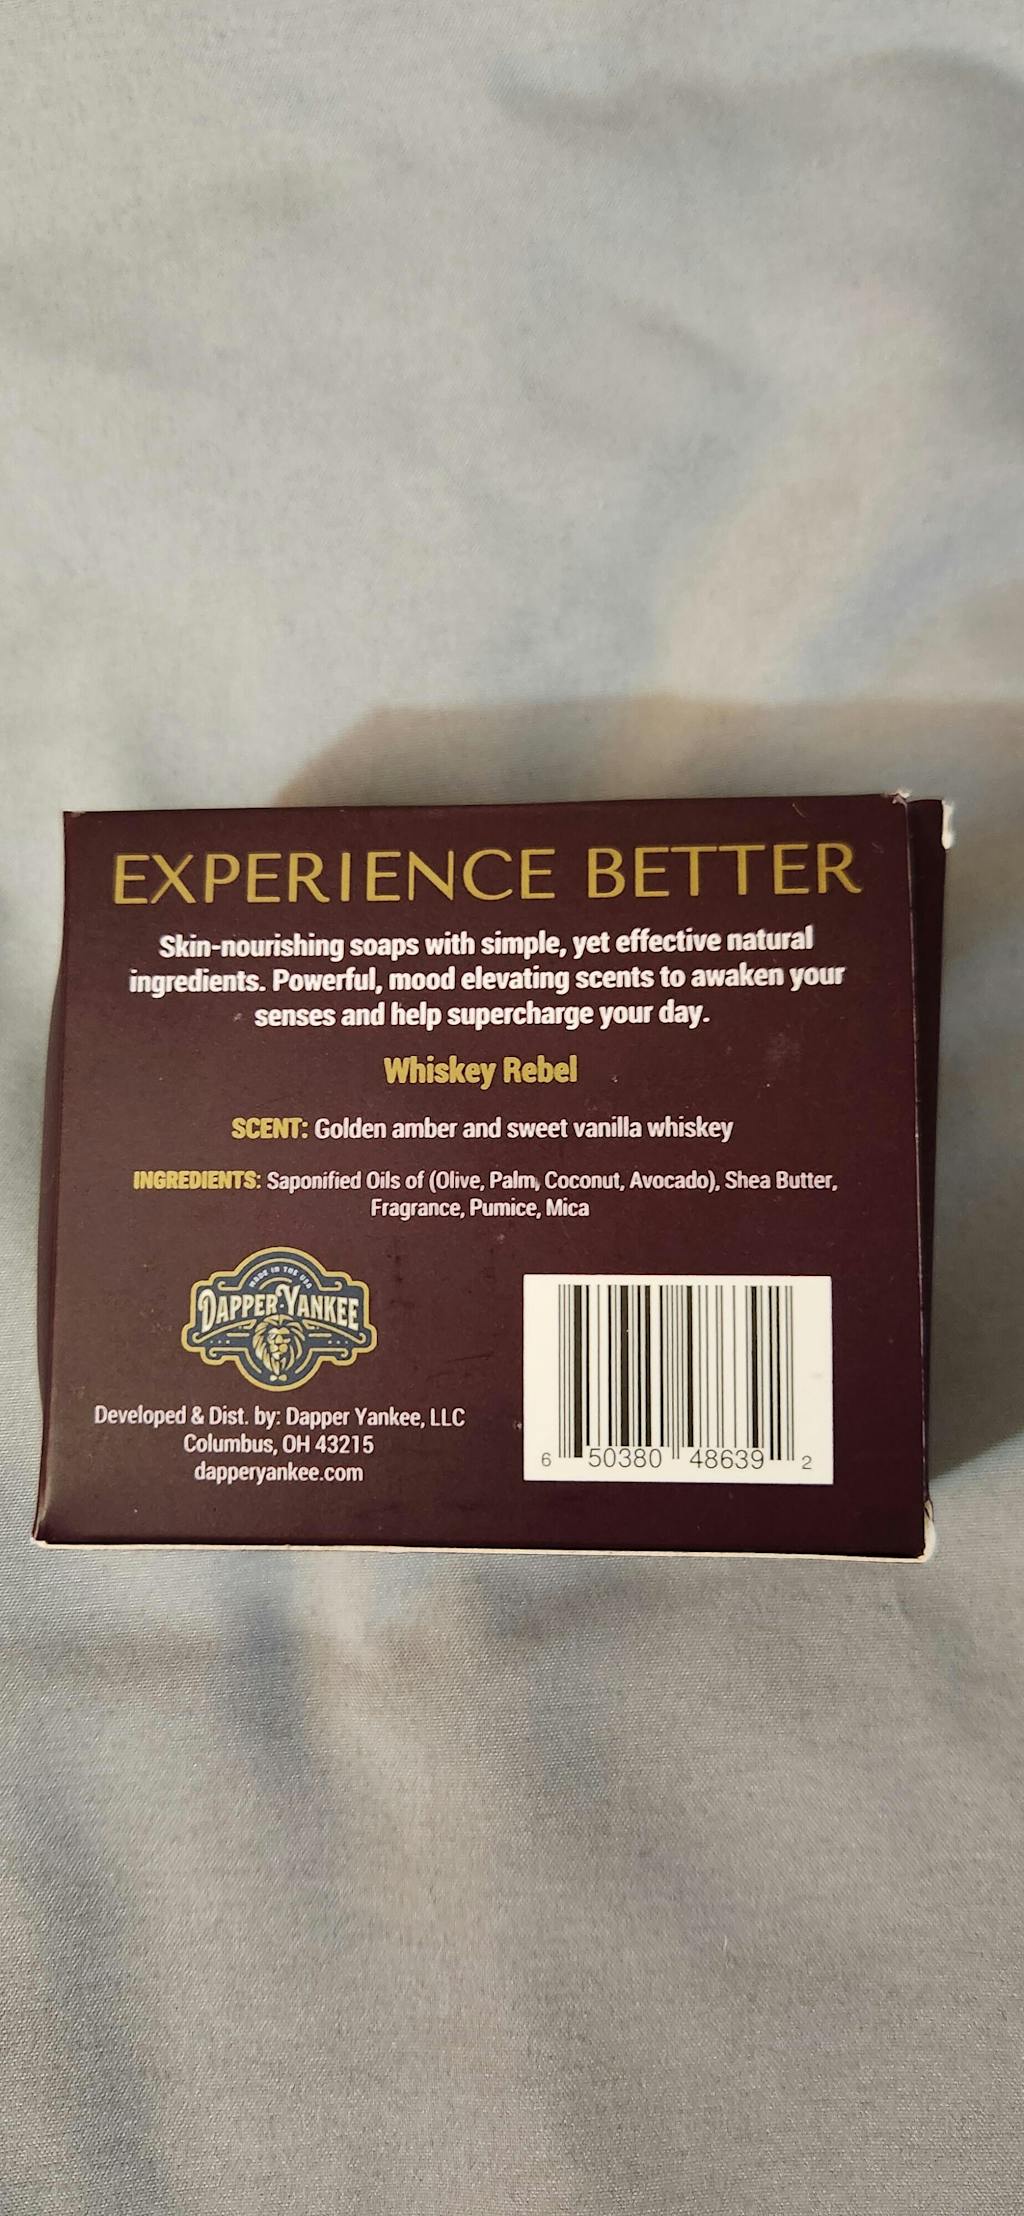 EXPERIENCE BETTER
Skin-nourishing soaps with simple, yet effective natural
ingredients. Powerful, mood elevating scents to awaken your
senses and help supercharge your day.
Whiskey Rebel
SCENT: Golden amber and sweet vanilla whiskey
INGREDIENTS: Saponified Oils of (Olive, Palm, Coconut, Avocado), Shea Butter,
Fragrance, Pumice, Mica
MADE IN THE USA
DAPPER YANKEE
Developed & Dist. by: Dapper Yankee, LLC
Columbus, OH 43215
dapperyankee.com
6 50380 48639 2